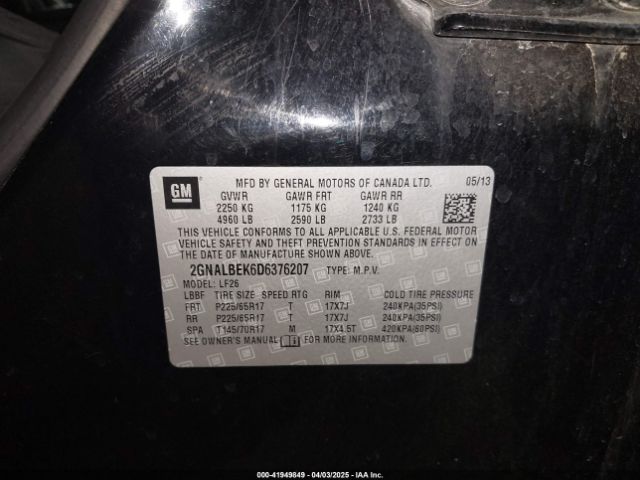 GM
MFD BY GENERAL MOTORS OF CANADA LTD. 05/13
GVWR GAWR FRT GAWR RR
2250 KG 1175 KG 1240 KG
4960 LB 2590 LB 2733 LB
THIS VEHICLE CONFORMS TO ALL APPLICABLE U.S. FEDERAL MOTOR
VEHICLE SAFETY AND THEFT PREVENTION STANDARDS IN EFFECT ON
THE DATE OF MANUFACTURE SHOWN ABOVE.
2GNALBEK6D6376207 TYPE: M.P.V.
MODEL: LF26
LBBF TIRE SIZE SPEED RTG RIM COLD TIRE PRESSURE
FRT P225/65R17 T 17X7J 240KPA(35PSI)
RR P225/65R17 T 17X7J 240KPA(35PSI)
SPA T145/70R17 M 17X4.5T 420KPA(60PSI)
SEE OWNER'S MANUAL FOR MORE INFORMATION.
000-41949849 - 04/03/2025 - IAAI.com